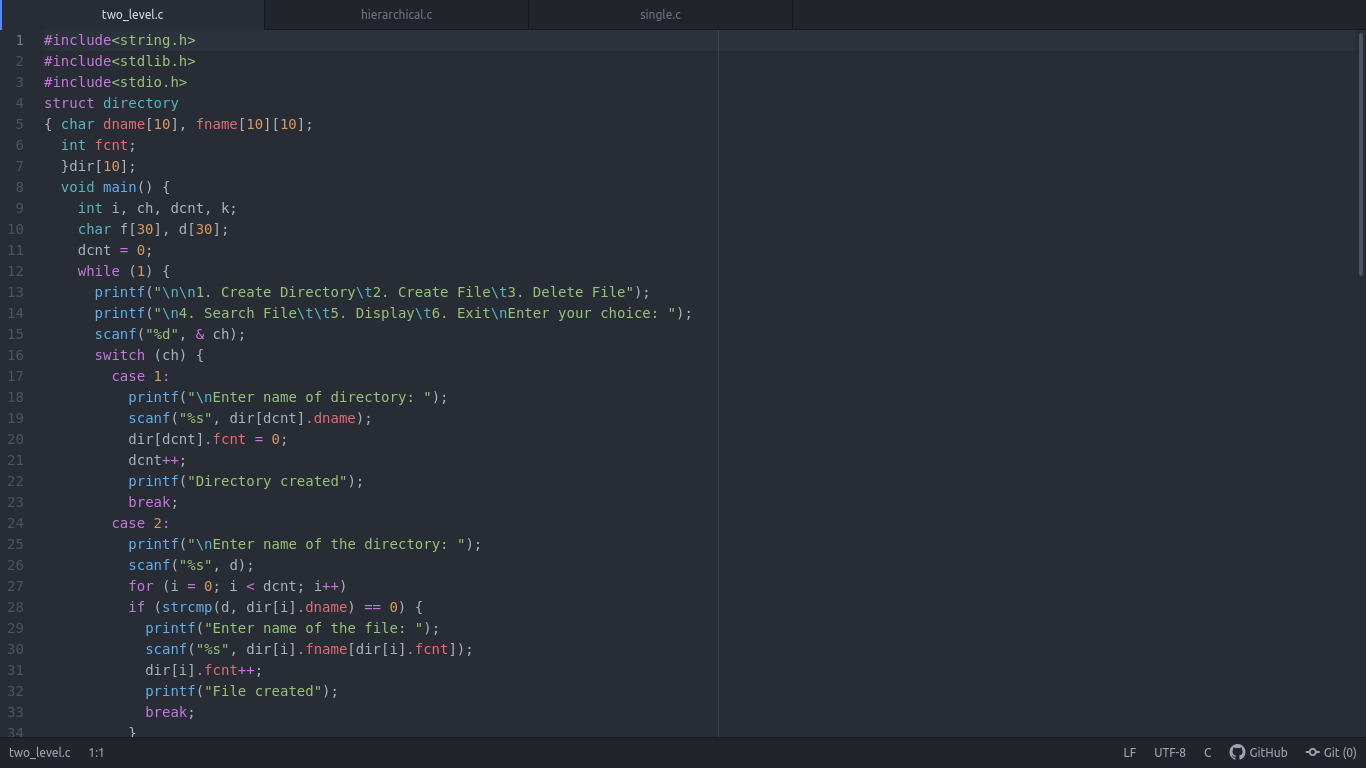 two_level.c hierarchical.c single.c
1 #include<string.h>
2 #include<stdlib.h>
3 #include<stdio.h>
4 struct directory
5 { char dname[10], fname[10][10];
6 int fcnt;
7 }dir[10];
8 void main() {
9 int i, ch, dcnt, k;
10 char f[30], d[30];
11 dcnt = 0;
12 while (1) {
13 printf("\n\n1. Create Directory\t2. Create File\t3. Delete File");
14 printf("\n4. Search File\t\t5. Display\t6. Exit\nEnter your choice: ");
15 scanf("%d", & ch);
16 switch (ch) {
17 case 1:
18 printf("\nEnter name of directory: ");
19 scanf("%s", dir[dcnt].dname);
20 dir[dcnt].fcnt = 0;
21 dcnt++;
22 printf("Directory created");
23 break;
24 case 2:
25 printf("\nEnter name of the directory: ");
26 scanf("%s", d);
27 for (i = 0; i < dcnt; i++)
28 if (strcmp(d, dir[i].dname) == 0) {
29 printf("Enter name of the file: ");
30 scanf("%s", dir[i].fname[dir[i].fcnt]);
31 dir[i].fcnt++;
32 printf("File created");
33 break;
34 }
two_level.c 1:1 LF UTF-8 C GitHub Git (0)